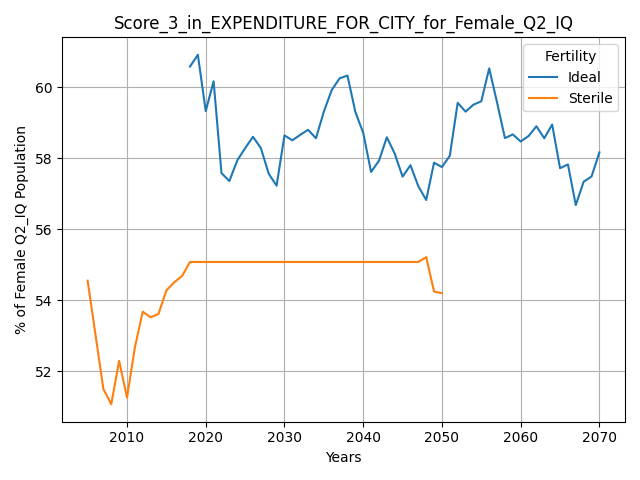 Score_3_in_EXPENDITURE_FOR_CITY_for_Female_Q2_IQ
Fertility
Ideal
Sterile
% of Female Q2_IQ Population
60
58
56
54
52
2010 2020 2030 2040 2050 2060 2070
Years